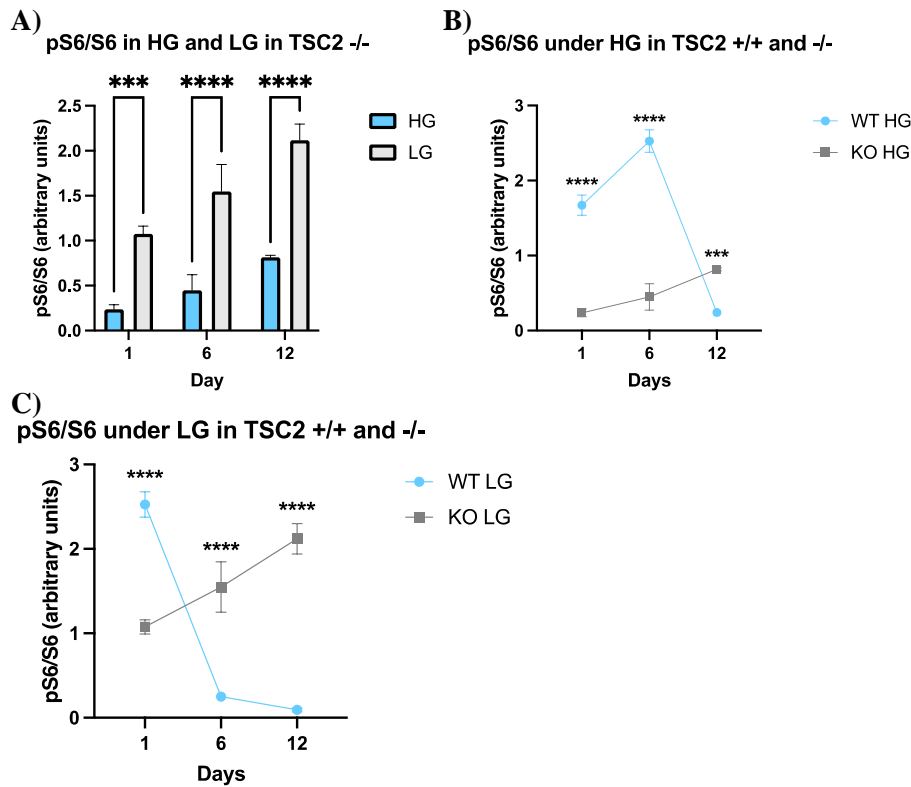 A)
pS6/S6 in HG and LG in TSC2 -/-
*** **** ****
2.5
2.0
1.5
1.0
0.5
0.0
pS6/S6 (arbitrary units)
1 6 12
Day
HG
LG
B)
pS6/S6 under HG in TSC2 +/+ and -/-
3
2
1
0
pS6/S6 (arbitrary units)
****
****
***
1 6 12
Days
WT HG
KO HG
C)
pS6/S6 under LG in TSC2 +/+ and -/-
3
2
1
0
pS6/S6 (arbitrary units)
****
****
****
1 6 12
Days
WT LG
KO LG